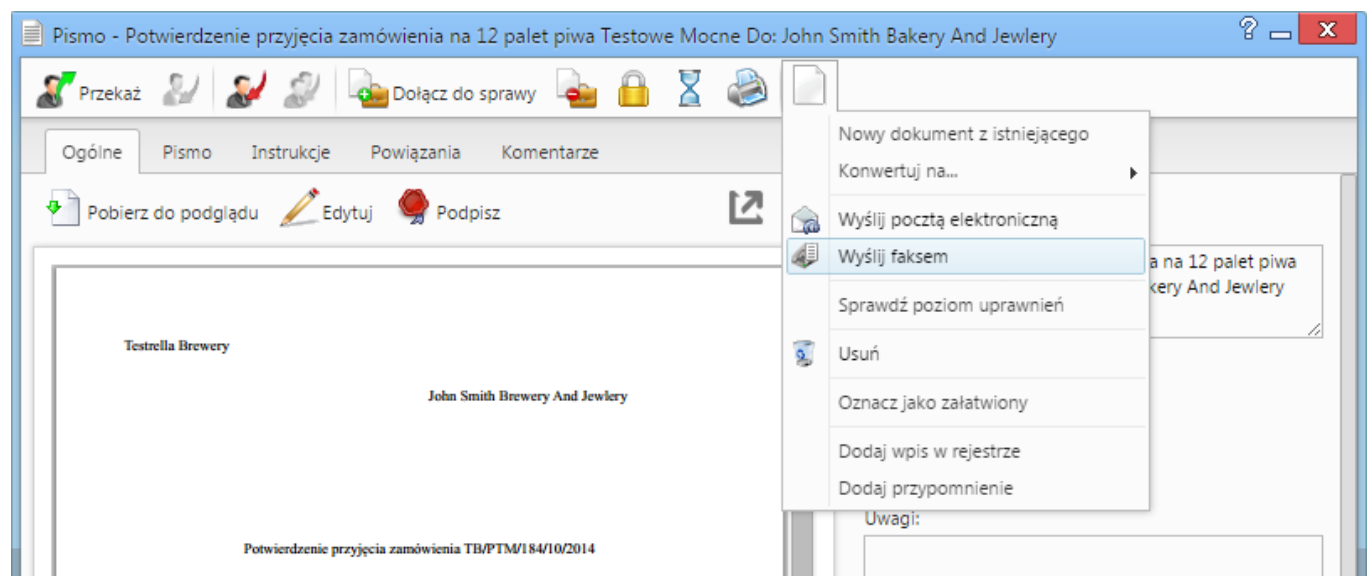 Pismo - Potwierdzenie przyjęcia zamówienia na 12 palet piwa Testowe Mocne Do: John Smith Bakery And Jewlery
Przekaż
Dołącz do sprawy
Ogólne
Pismo
Instrukcje
Powiązania
Komentarze
Pobierz do podglądu
Edytuj
Podpisz
Nowy dokument z istniejącego
Konwertuj na...
Wyślij pocztą elektroniczną
Wyślij faksem
Sprawdź poziom uprawnień
Usuń
Oznacz jako załatwiony
Dodaj wpis w rejestrze
Dodaj przypomnienie
a na 12 palet piwa
kery And Jewlery
Uwagi:
Testrella Brewery
John Smith Brewery And Jewlery
Potwierdzenie przyjęcia zamówienia TB/PTM/184/10/2014